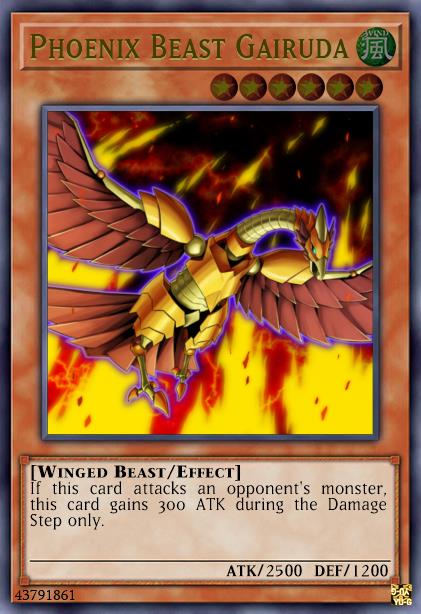 PHOENIX BEAST GAIRUDA
WIND
風
[WINGED BEAST/EFFECT]
If this card attacks an opponent's monster,
this card gains 300 ATK during the Damage
Step only.
ATK/2500 DEF/1200
43791861